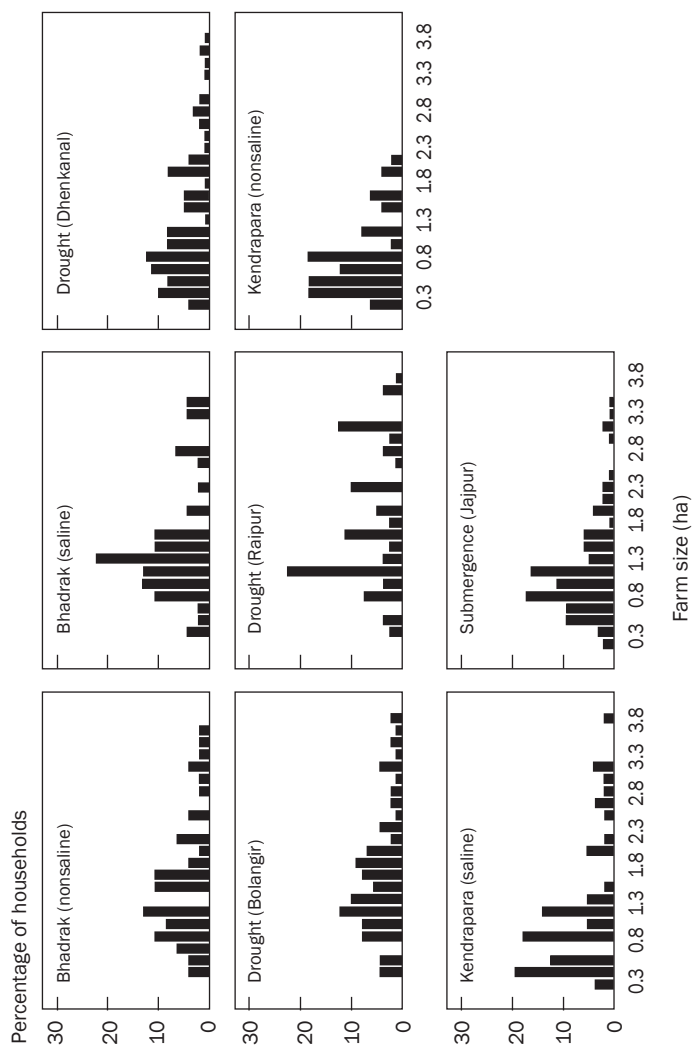 Percentage of households
Bhadrak (nonsaline)
30
20
10
0
Bhadrak (saline)
Drought (Dhenkanal)
Drought (Bolangir)
30
20
10
0
Drought (Raipur)
Kendrapara (nonsaline)
0.3 0.8 1.3 1.8 2.3 2.8 3.3 3.8
Kendrapara (saline)
30
20
10
0
0.3 0.8 1.3 1.8 2.3 2.8 3.3 3.8
Submergence (Jajpur)
0.3 0.8 1.3 1.8 2.3 2.8 3.3 3.8
Farm size (ha)